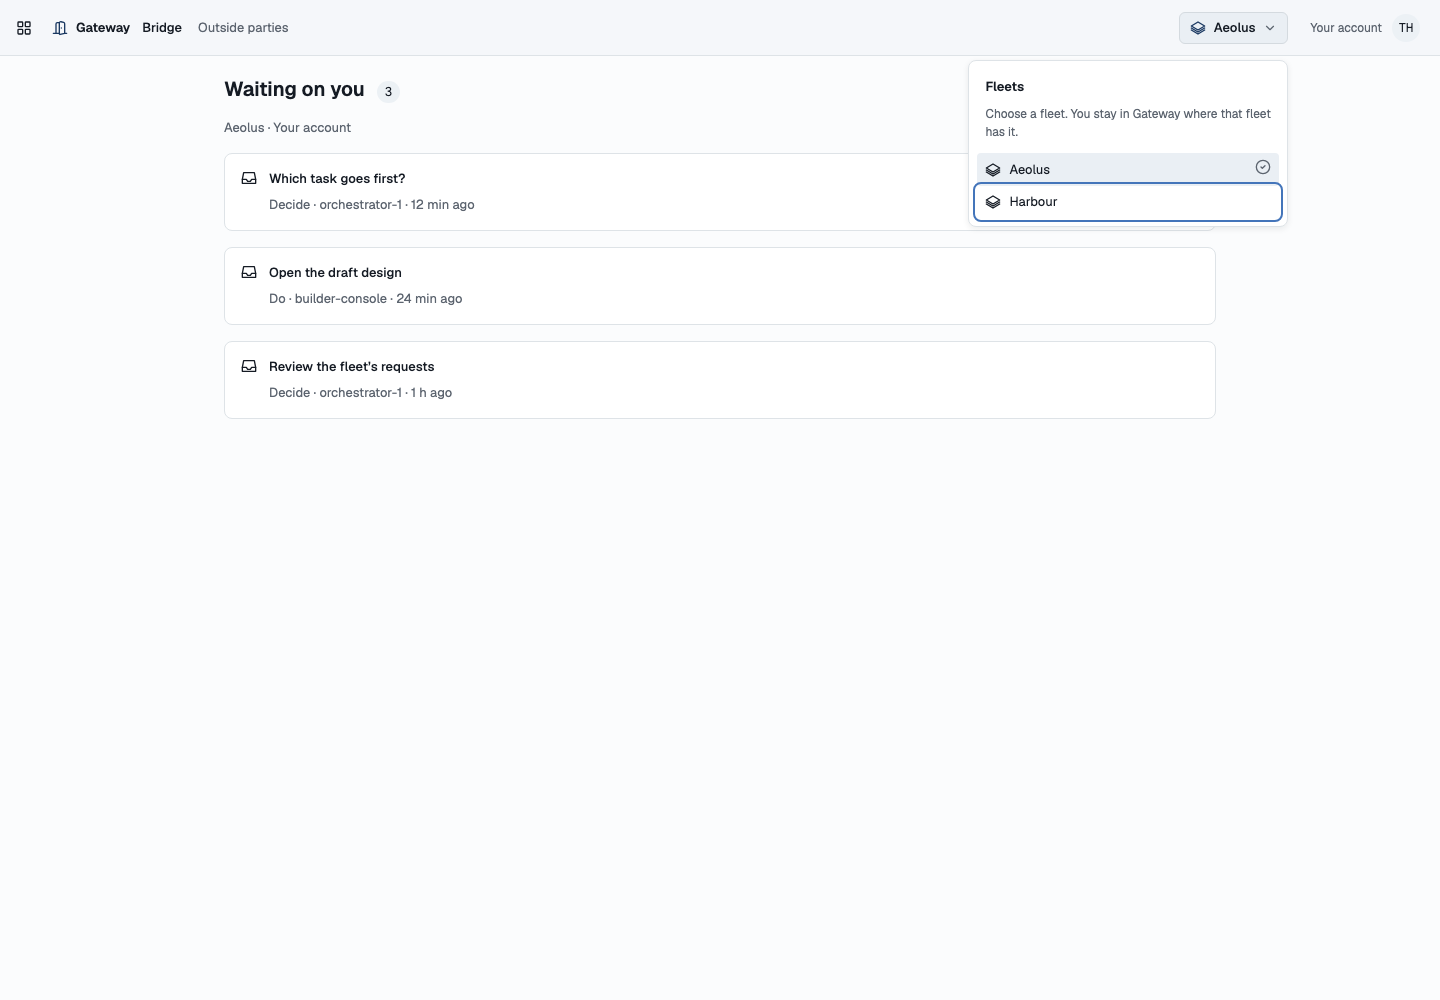 Gateway Bridge Outside parties Aeolus Your account TH
Waiting on you 3
Aeolus · Your account
Which task goes first?
Decide · orchestrator-1 · 12 min ago
Open the draft design
Do · builder-console · 24 min ago
Review the fleet's requests
Decide · orchestrator-1 · 1 h ago
Fleets
Choose a fleet. You stay in Gateway where that fleet
has it.
Aeolus
Harbour